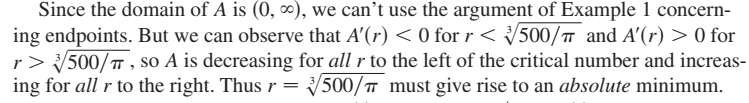 Since the domain of A is (0, ∞), we can't use the argument of Example 1 concern-
ing endpoints. But we can observe that A′(r) < 0 for r < ∛500/π and A′(r) > 0 for
r > ∛500/π, so A is decreasing for all r to the left of the critical number and increas-
ing for all r to the right. Thus r = ∛500/π must give rise to an absolute minimum.